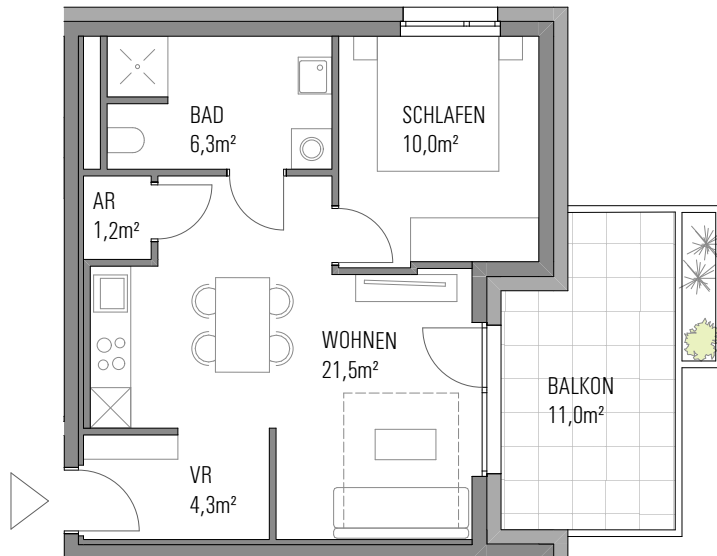 BAD
6,3m²
SCHLAFEN
10,0m²
AR
1,2m²
WOHNEN
21,5m²
BALKON
11,0m²
VR
4,3m²